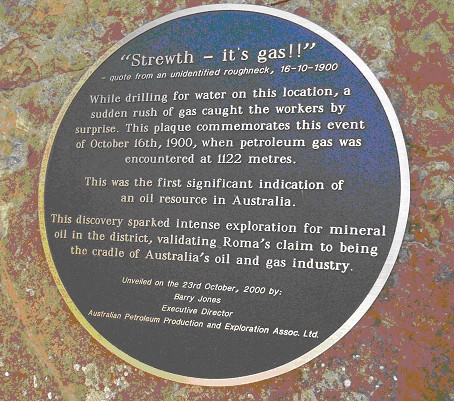 "Strewth – it's gas!!"
– quote from an unidentified roughneck, 16-10-1900
While drilling for water on this location, a
sudden rush of gas caught the workers by
surprise. This plaque commemorates this event
of October 16th, 1900, when petroleum gas was
encountered at 1122 metres.
This was the first significant indication of
an oil resource in Australia.
This discovery sparked intense exploration for mineral
oil in the district, validating Roma's claim to being
the cradle of Australia's oil and gas industry.
Unveiled on the 23rd October, 2000 by:
Barry Jones
Executive Director
Australian Petroleum Production and Exploration Assoc. Ltd.